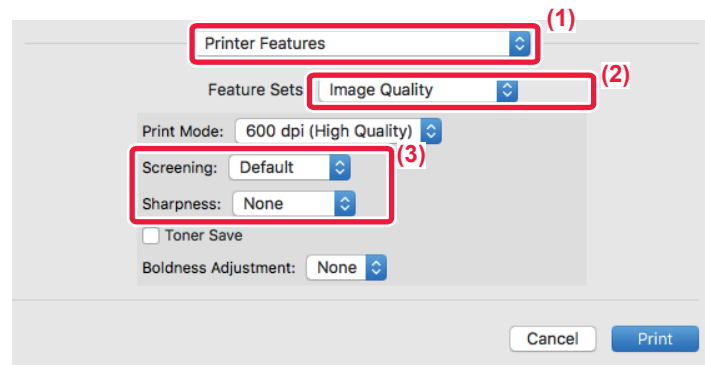 (1)
Printer Features
(2)
Feature Sets Image Quality
Print Mode: 600 dpi (High Quality)
(3)
Screening: Default
Sharpness: None
Toner Save
Boldness Adjustment: None
Cancel Print